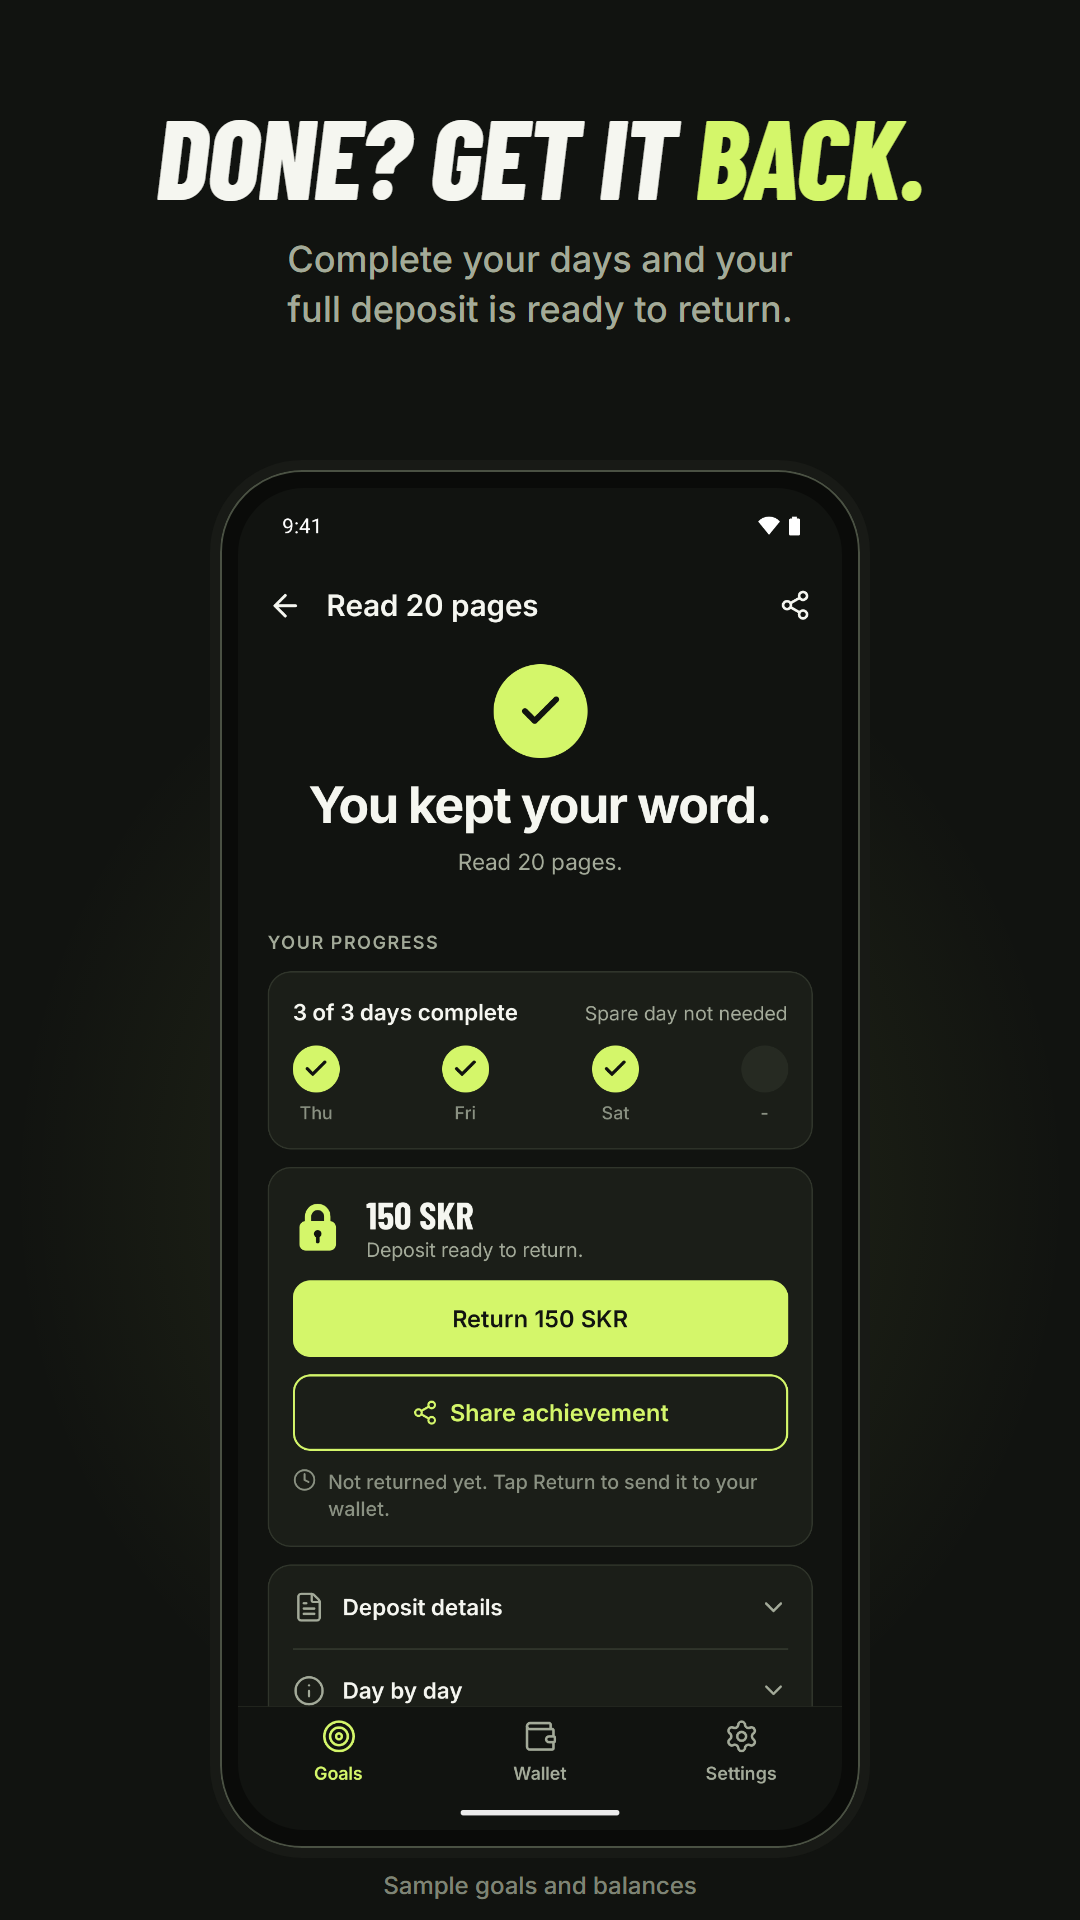 DONE? GET IT BACK.
Complete your days and your
full deposit is ready to return.
9:41
Read 20 pages
You kept your word.
Read 20 pages.
YOUR PROGRESS
3 of 3 days complete
Spare day not needed
Thu
Fri
Sat
-
150 SKR
Deposit ready to return.
Return 150 SKR
Share achievement
Not returned yet. Tap Return to send it to your
wallet.
Deposit details
Day by day
Goals
Wallet
Settings
Sample goals and balances